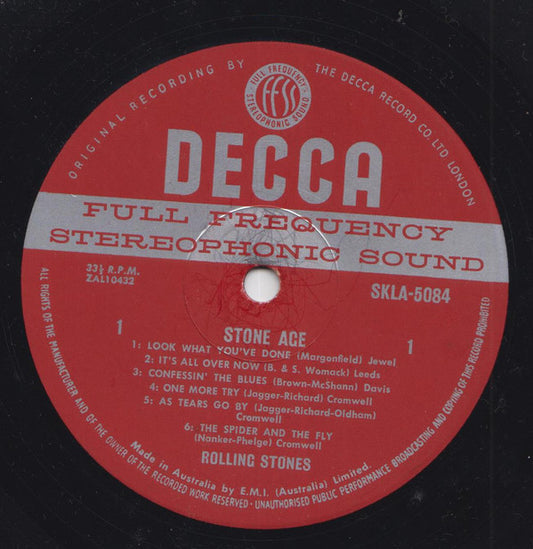 ORIGINAL RECORDING BY THE DECCA RECORD CO. LTD. LONDON
FULL FREQUENCY
FFSS
STEREOPHONIC SOUND
DECCA
FULL FREQUENCY
STEREOPHONIC SOUND
33⅓ R.P.M.
ZAL10432
SKLA-5084
1
1
STONE AGE
1: LOOK WHAT YOU'VE DONE (Margonfield) Jewel
2: IT'S ALL OVER NOW (B. & S. Womack) Leeds
3: CONFESSIN' THE BLUES (Brown-McShann) Davis
4: ONE MORE TRY (Jagger-Richard) Cromwell
5: AS TEARS GO BY (Jagger-Richard-Oldham)
Cromwell
6: THE SPIDER AND THE FLY
(Nanker-Phelge) Cromwell
ROLLING STONES
Made in Australia by E.M.I. (Australia) Limited.
ALL RIGHTS OF THE MANUFACTURER AND OF THE OWNER OF THE RECORDED WORK RESERVED - UNAUTHORISED PUBLIC PERFORMANCE BROADCASTING AND COPYING OF THIS RECORD PROHIBITED